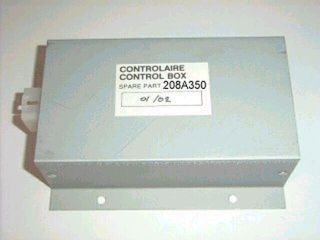 CONTROLAIRE
CONTROL BOX
SPARE PART 208A350
01/02